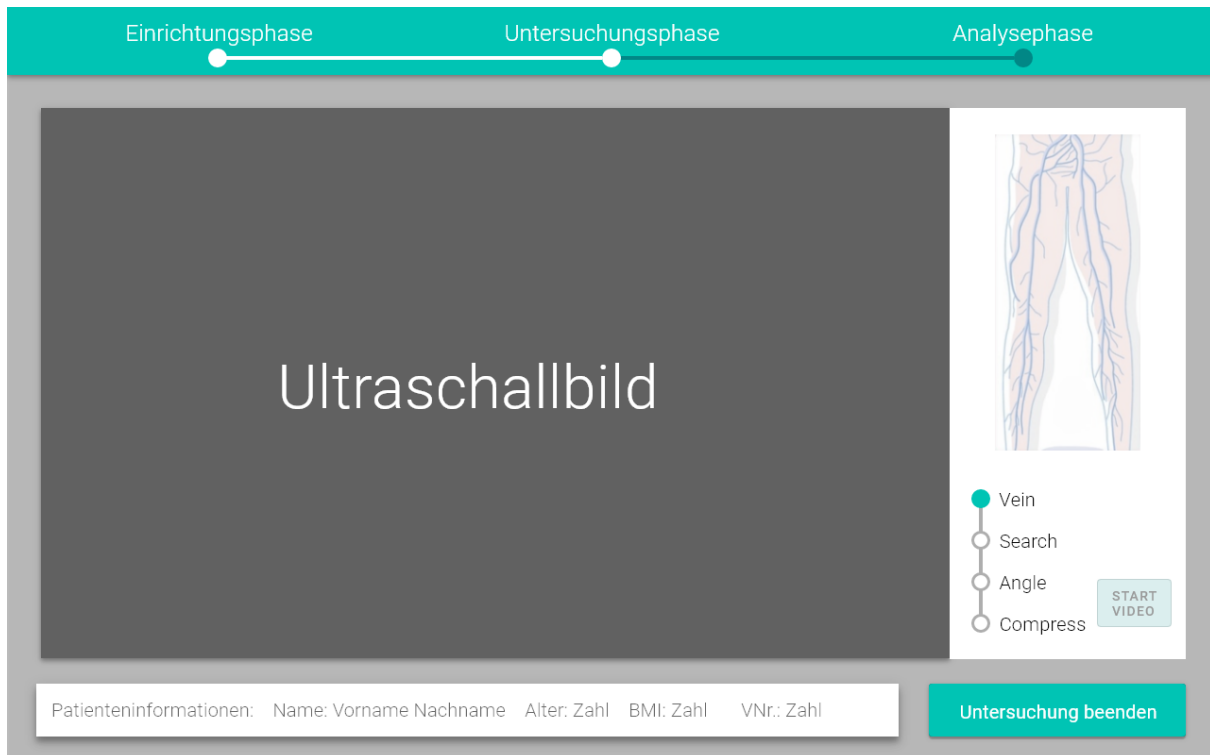 Einrichtungsphase Untersuchungsphase Analysephase
Ultraschallbild
Vein
Search
Angle
Compress
START
VIDEO
Patienteninformationen: Name: Vorname Nachname Alter: Zahl BMI: Zahl VNr.: Zahl
Untersuchung beenden